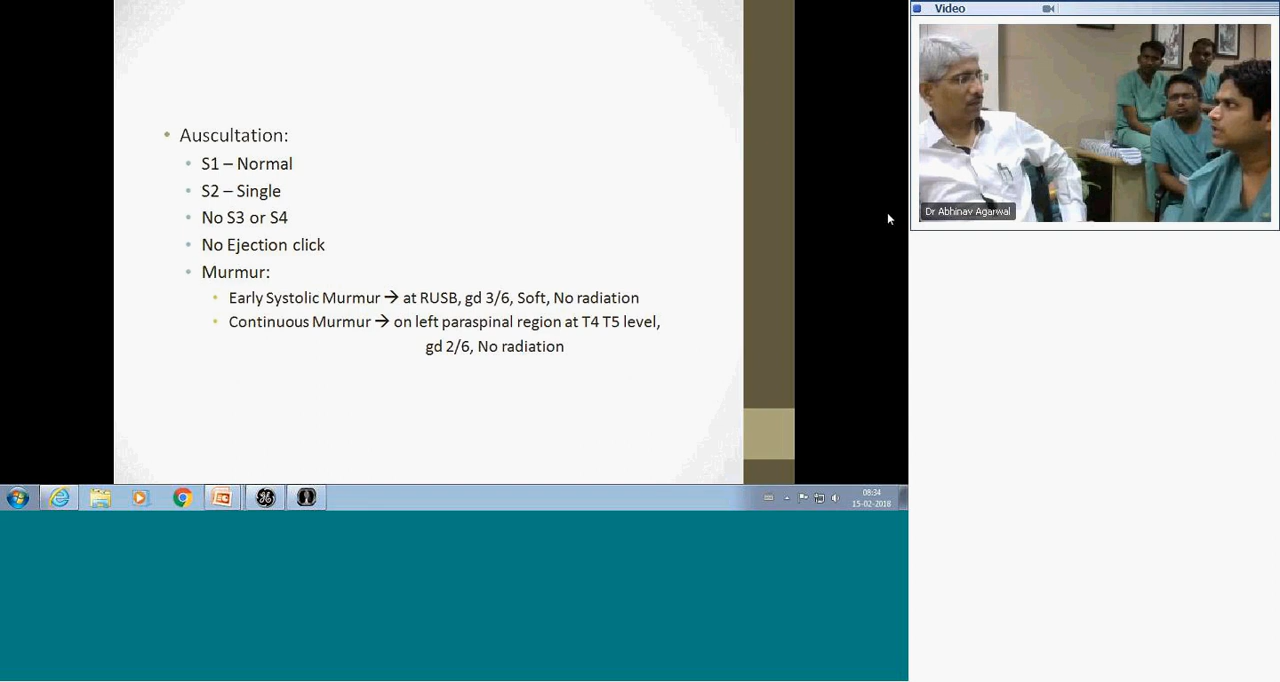 Video
Auscultation:
S1 – Normal
S2 – Single
No S3 or S4
No Ejection click
Murmur:
Early Systolic Murmur → at RUSB, gd 3/6, Soft, No radiation
Continuous Murmur → on left paraspinal region at T4 T5 level,
gd 2/6, No radiation
Dr Abhinav Agarwal
08:34
15-02-2018